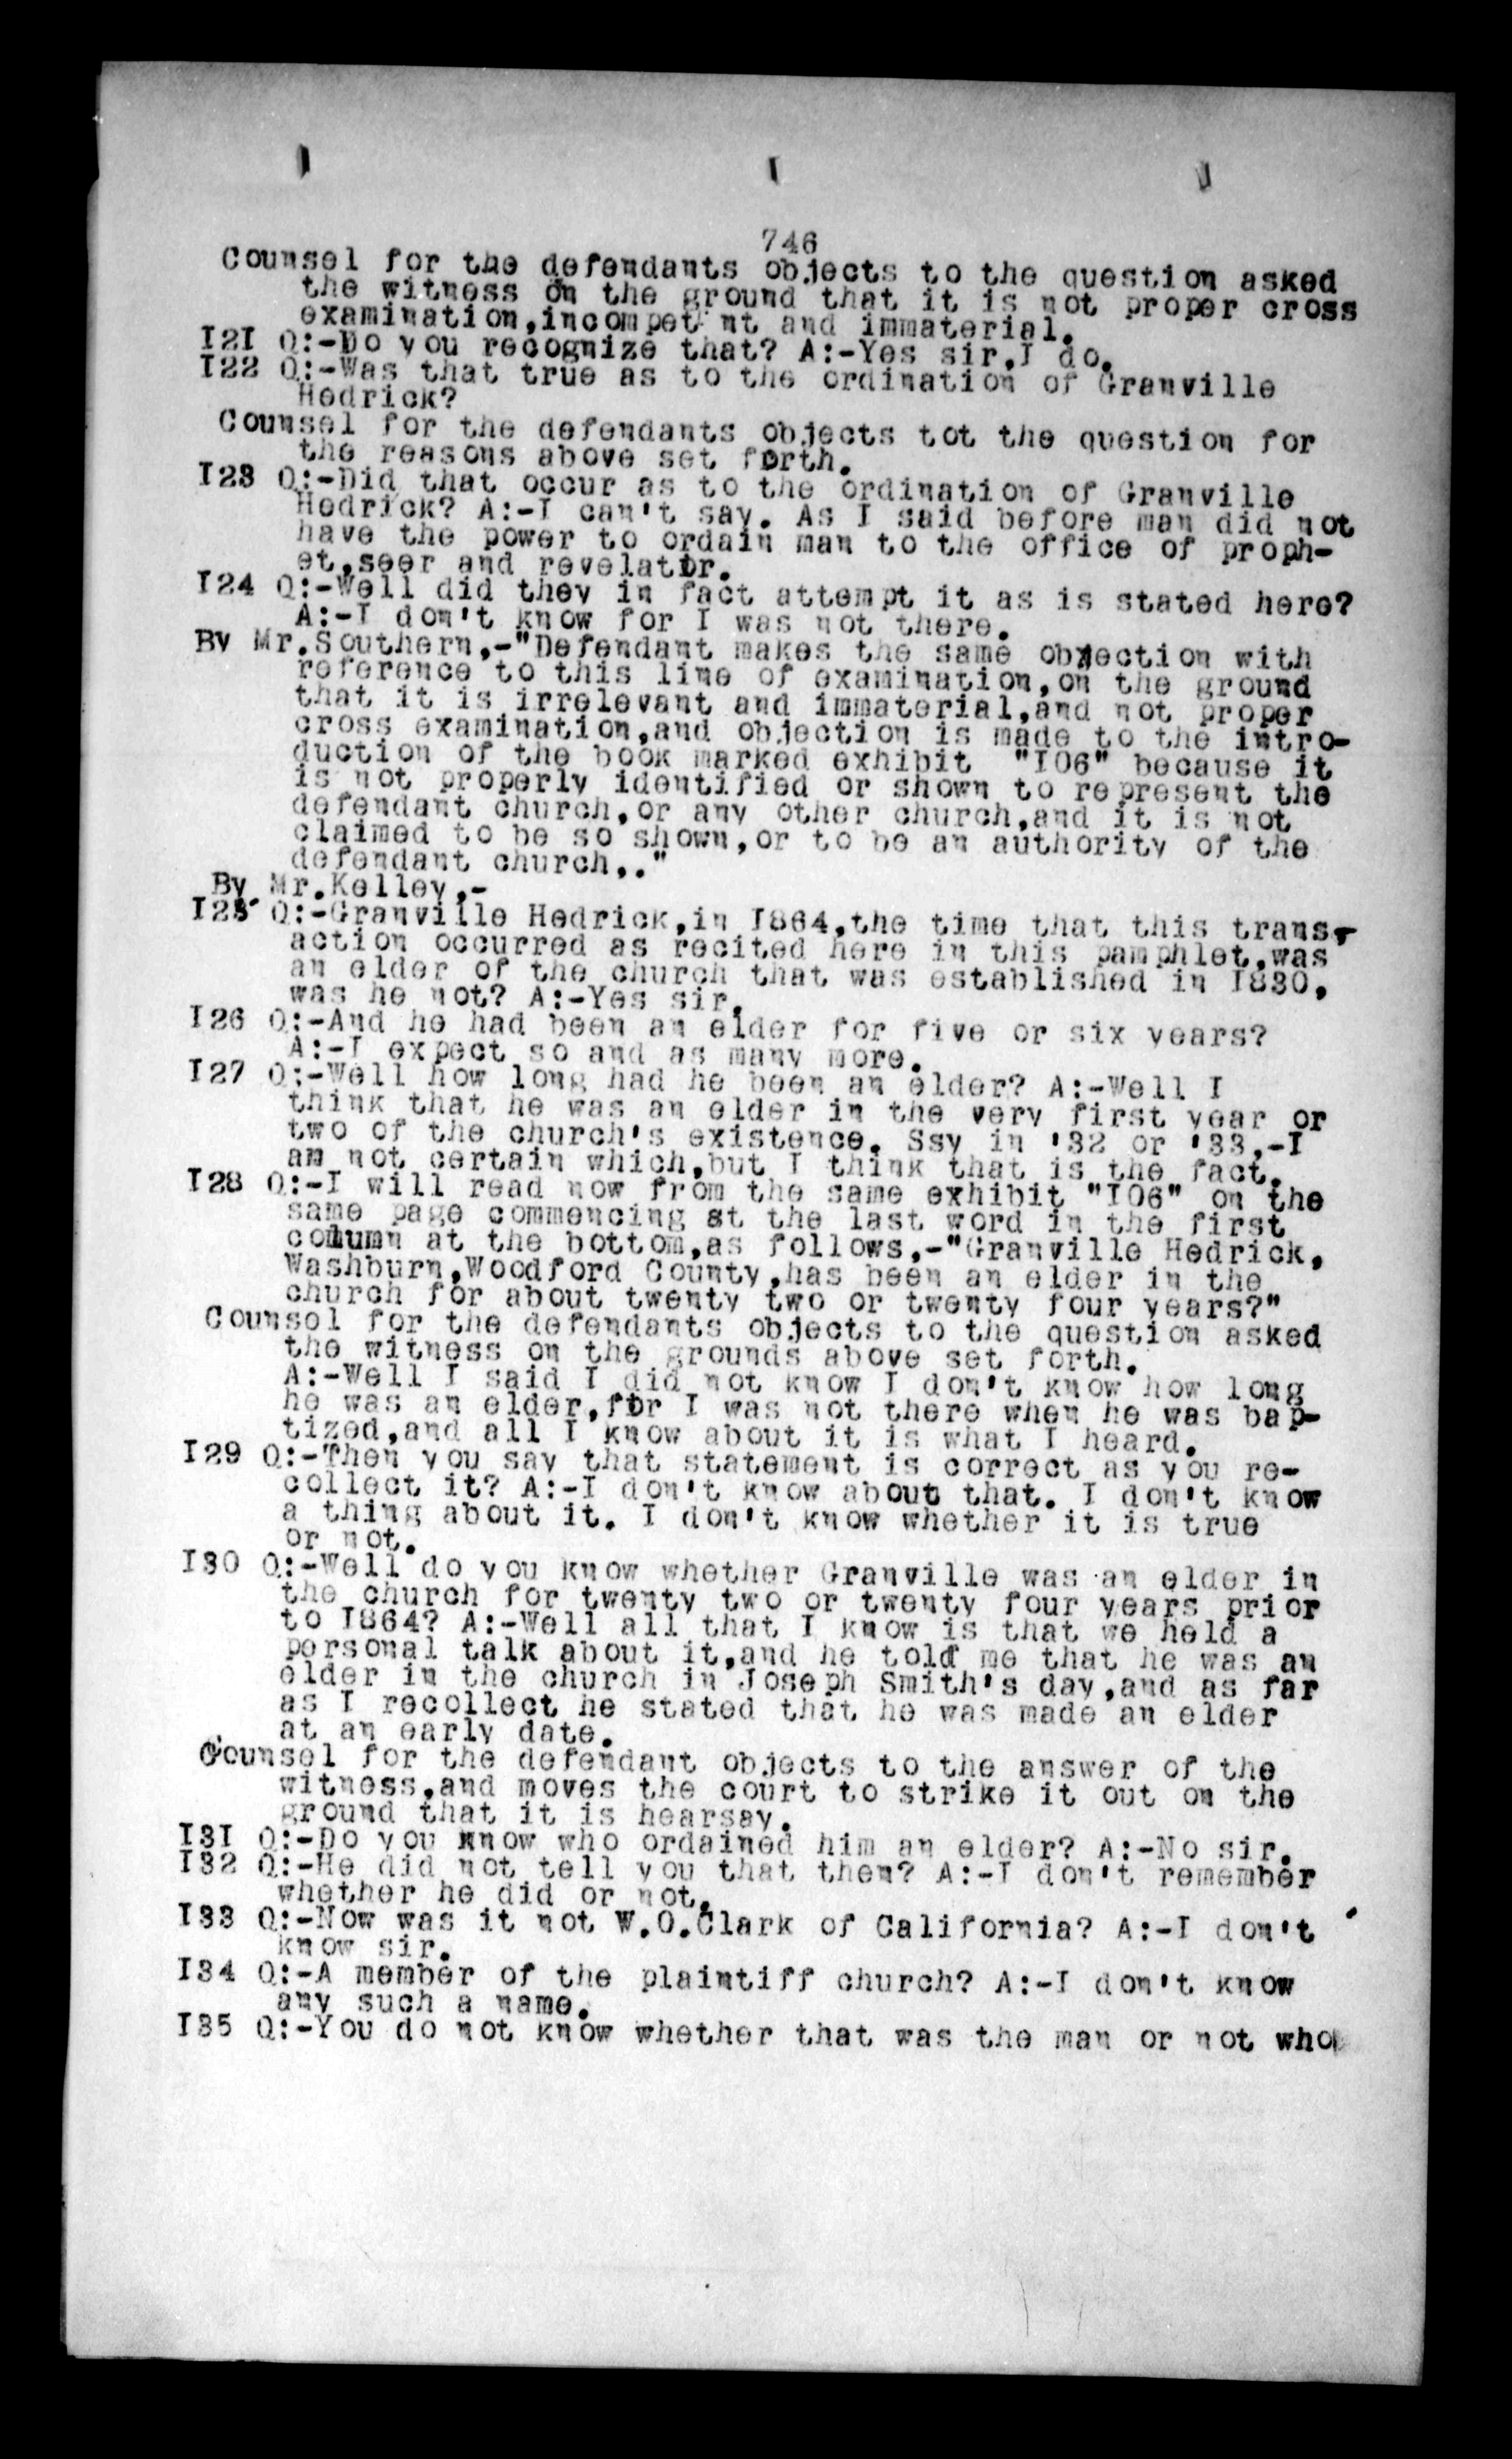 746
Counsel for the defendants objects to the question asked
the witness on the ground that it is not proper cross
examination,incompet nt and immaterial.
I2I Q:-Do you recognize that? A:-Yes sir,I do.
I22 Q:-Was that true as to the ordination of Granville
Hedrick?
Counsel for the defendants objects tot the question for
the reasons above set forth.
I23 Q:-Did that occur as to the ordination of Granville
Hedrick? A:-I can't say. As I said before man did not
have the power to ordain man to the office of proph-
et,seer and revelator.
I24 Q:-Well did they in fact attempt it as is stated here?
A:-I don't know for I was not there.
By Mr.Southern,-"Defendant makes the same objection with
reference to this line of examination,on the ground
that it is irrelevant and immaterial,and not proper
cross examination,and objection is made to the intro-
duction of the book marked exhibit "I06" because it
is not properly identified or shown to represent the
defendant church,or any other church,and it is not
claimed to be so shown,or to be an authority of the
defendant church,."
By Mr.Kelley,-
I25 Q:-Granville Hedrick,in I864,the time that this trans-
action occurred as recited here in this pamphlet,was
an elder of the church that was established in I830,
was he not? A:-Yes sir.
I26 Q:-And he had been an elder for five or six years?
A:-I expect so and as many more.
I27 Q:-Well how long had he been an elder? A:-Well I
think that he was an elder in the very first year or
two of the church's existence. Ssy in '32 or '33,-I
am not certain which,but I think that is the fact.
I28 Q:-I will read now from the same exhibit "I06" on the
same page commencing at the last word in the first
column at the bottom,as follows,-"Granville Hedrick,
Washburn,Woodford County,has been an elder in the
church for about twenty two or twenty four years?"
Counsel for the defendants objects to the question asked
the witness on the grounds above set forth.
A:-Well I said I did not know I don't know how long
he was an elder,for I was not there when he was bap-
tized,and all I know about it is what I heard.
I29 Q:-Then you say that statement is correct as you re-
collect it? A:-I don't know about that. I don't know
a thing about it. I don't know whether it is true
or not.
I30 Q:-Well do you know whether Granville was an elder in
the church for twenty two or twenty four years prior
to I864? A:-Well all that I know is that we held a
personal talk about it,and he told me that he was an
elder in the church in Joseph Smith's day,and as far
as I recollect he stated that he was made an elder
at an early date.
Counsel for the defendant objects to the answer of the
witness,and moves the court to strike it out on the
ground that it is hearsay.
I3I Q:-Do you know who ordained him an elder? A:-No sir.
I32 Q:-He did not tell you that then? A:-I don't remember
whether he did or not.
I33 Q:-Now was it not W.O.Clark of California? A:-I don't
know sir.
I34 Q:-A member of the plaintiff church? A:-I don't know
any such a name.
I35 Q:-You do not know whether that was the man or not who